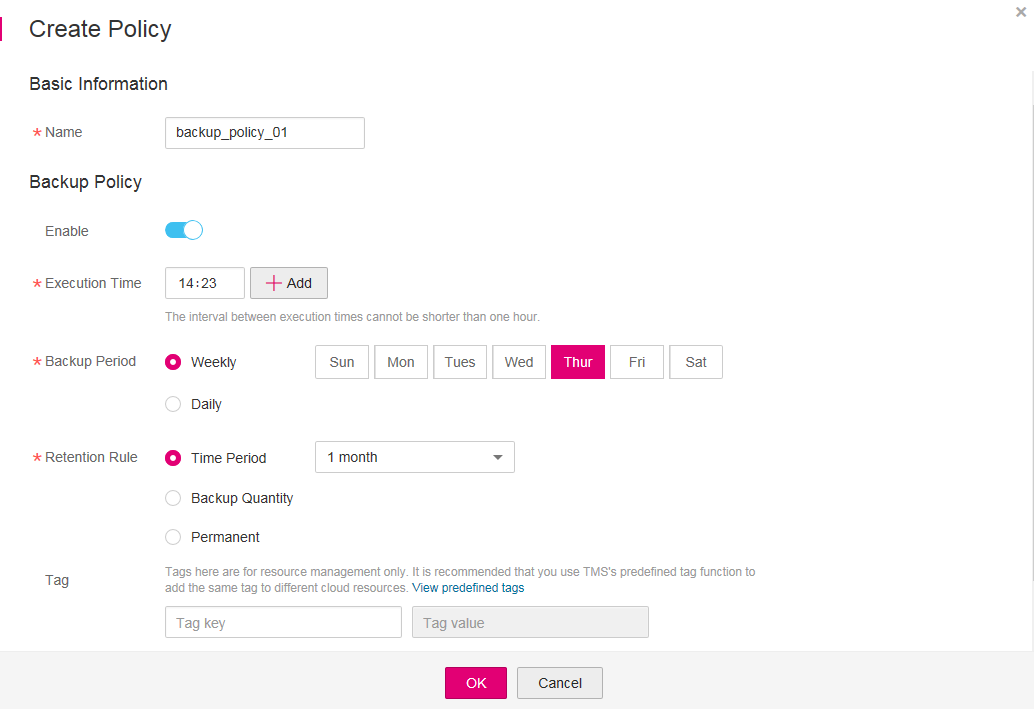 Create Policy
Basic Information
* Name backup_policy_01
Backup Policy
Enable
* Execution Time 14:23 Add
The interval between execution times cannot be shorter than one hour.
* Backup Period Weekly Sun Mon Tues Wed Thur Fri Sat
Daily
* Retention Rule Time Period 1 month
Backup Quantity
Permanent
Tag
Tags here are for resource management only. It is recommended that you use TMS's predefined tag function to
add the same tag to different cloud resources. View predefined tags
Tag key Tag value
OK Cancel